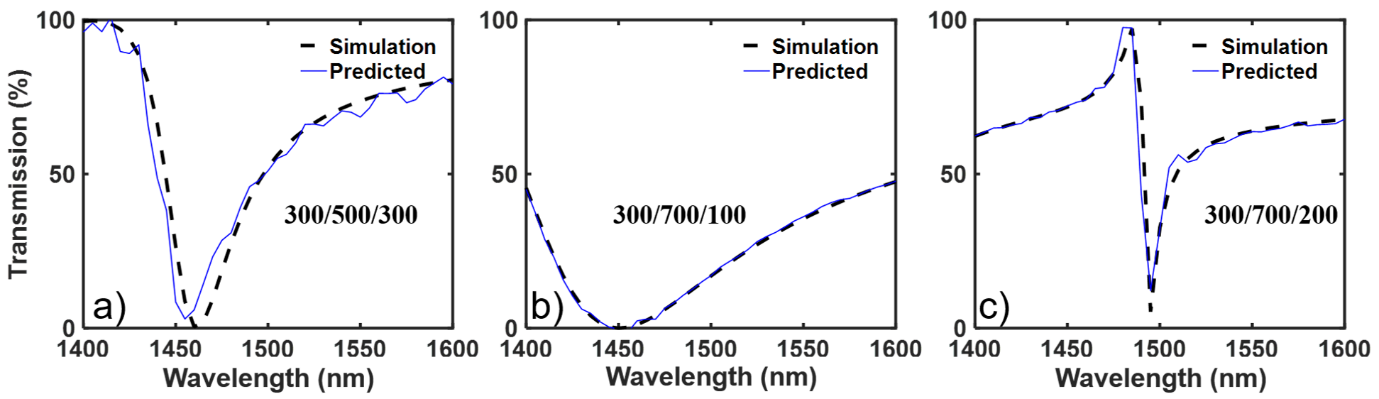 Transmission (%)
100
50
0
1400 1450 1500 1550 1600
Wavelength (nm)
Simulation
Predicted
300/500/300
a)
100
50
0
1400 1450 1500 1550 1600
Wavelength (nm)
Simulation
Predicted
300/700/100
b)
100
50
0
1400 1450 1500 1550 1600
Wavelength (nm)
Simulation
Predicted
300/700/200
c)